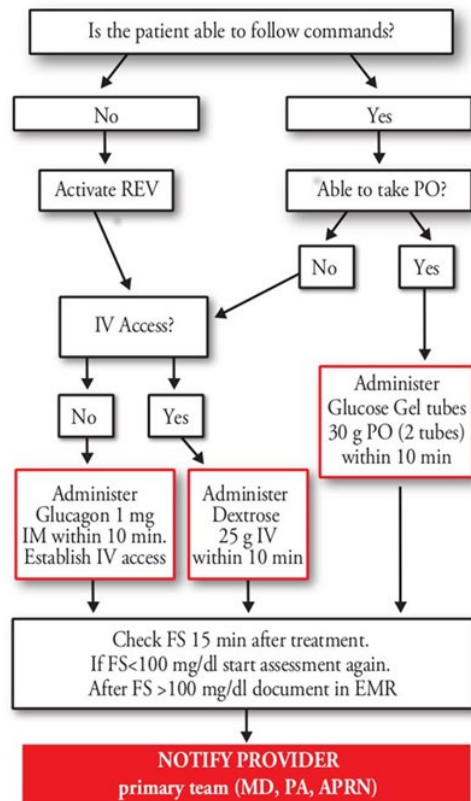 Is the patient able to follow commands?
No
Yes
Activate REV
Able to take PO?
No
Yes
IV Access?
No
Yes
Administer
Glucose Gel tubes
30 g PO (2 tubes)
within 10 min
Administer
Glucagon 1 mg
IM within 10 min.
Establish IV access
Administer
Dextrose
25 g IV
within 10 min
Check FS 15 min after treatment.
If FS<100 mg/dl start assessment again.
After FS >100 mg/dl document in EMR
NOTIFY PROVIDER
primary team (MD, PA, APRN)